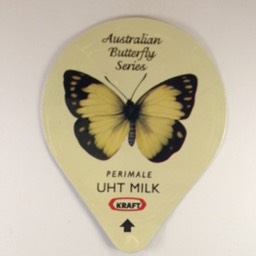 Australian
Butterfly
Series
PERIMALE
UHT MILK
KRAFT